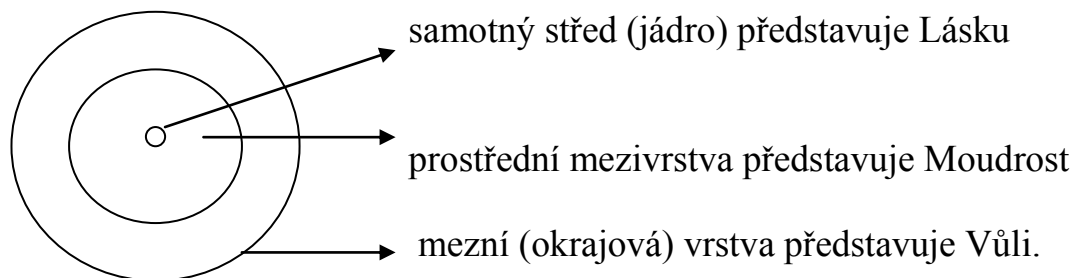 samotný střed (jádro) představuje Lásku
prostřední mezivrstva představuje Moudrost
mezní (okrajová) vrstva představuje Vůli.